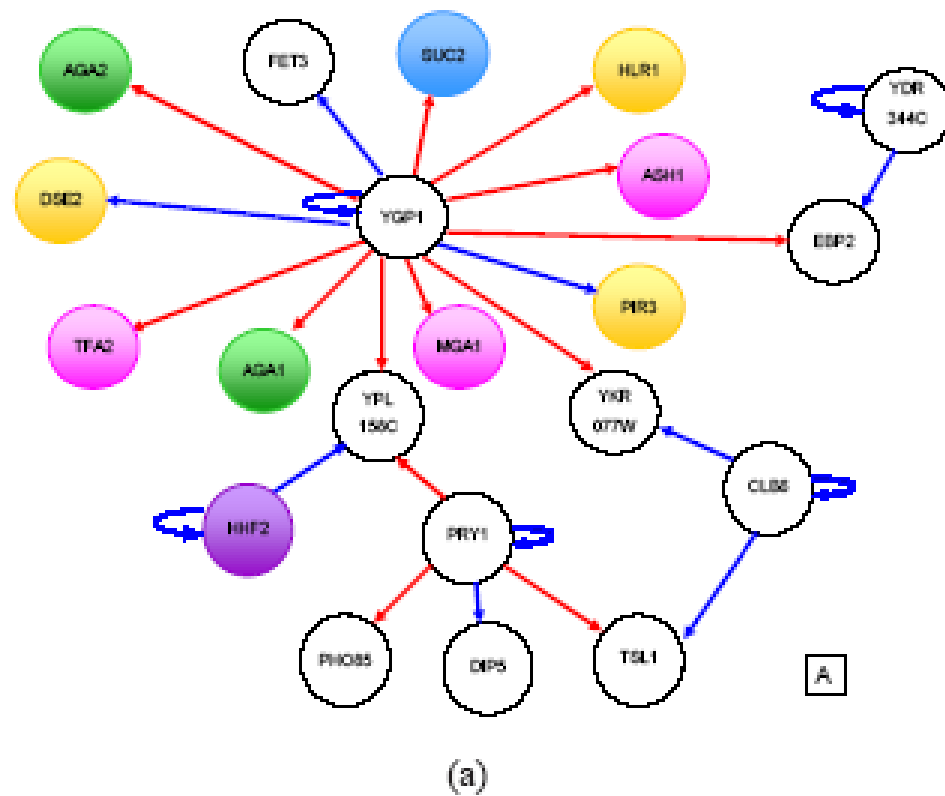 FET3
SUC2
AGA2
HLR1
YDR
344C
ASH1
DSE2
YGP1
EBP2
PIR3
TFA2
MGA1
AGA1
YPL
158C
YKR
077W
CLB6
HHF2
PRY1
PHO85
DIP5
TSL1
A
(a)